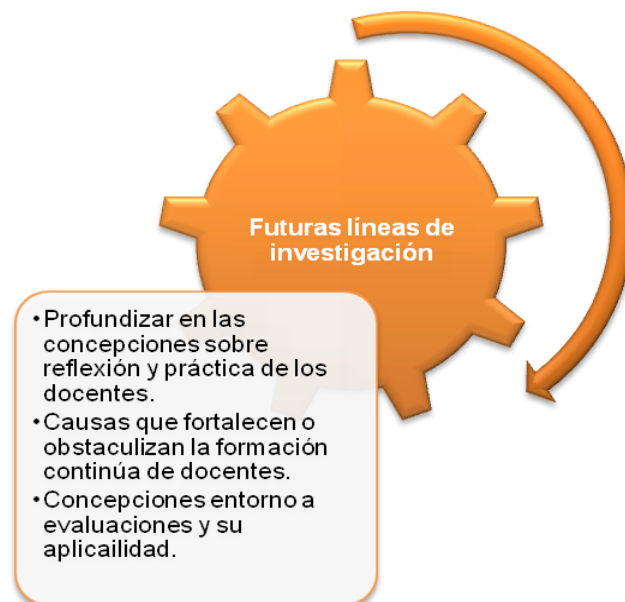 Futuras líneas de
investigación
•Profundizar en las
concepciones sobre
reflexión y práctica de los
docentes.
•Causas que fortalecen o
obstaculizan la formación
continúa de docentes.
•Concepciones entorno a
evaluaciones y su
aplicailidad.